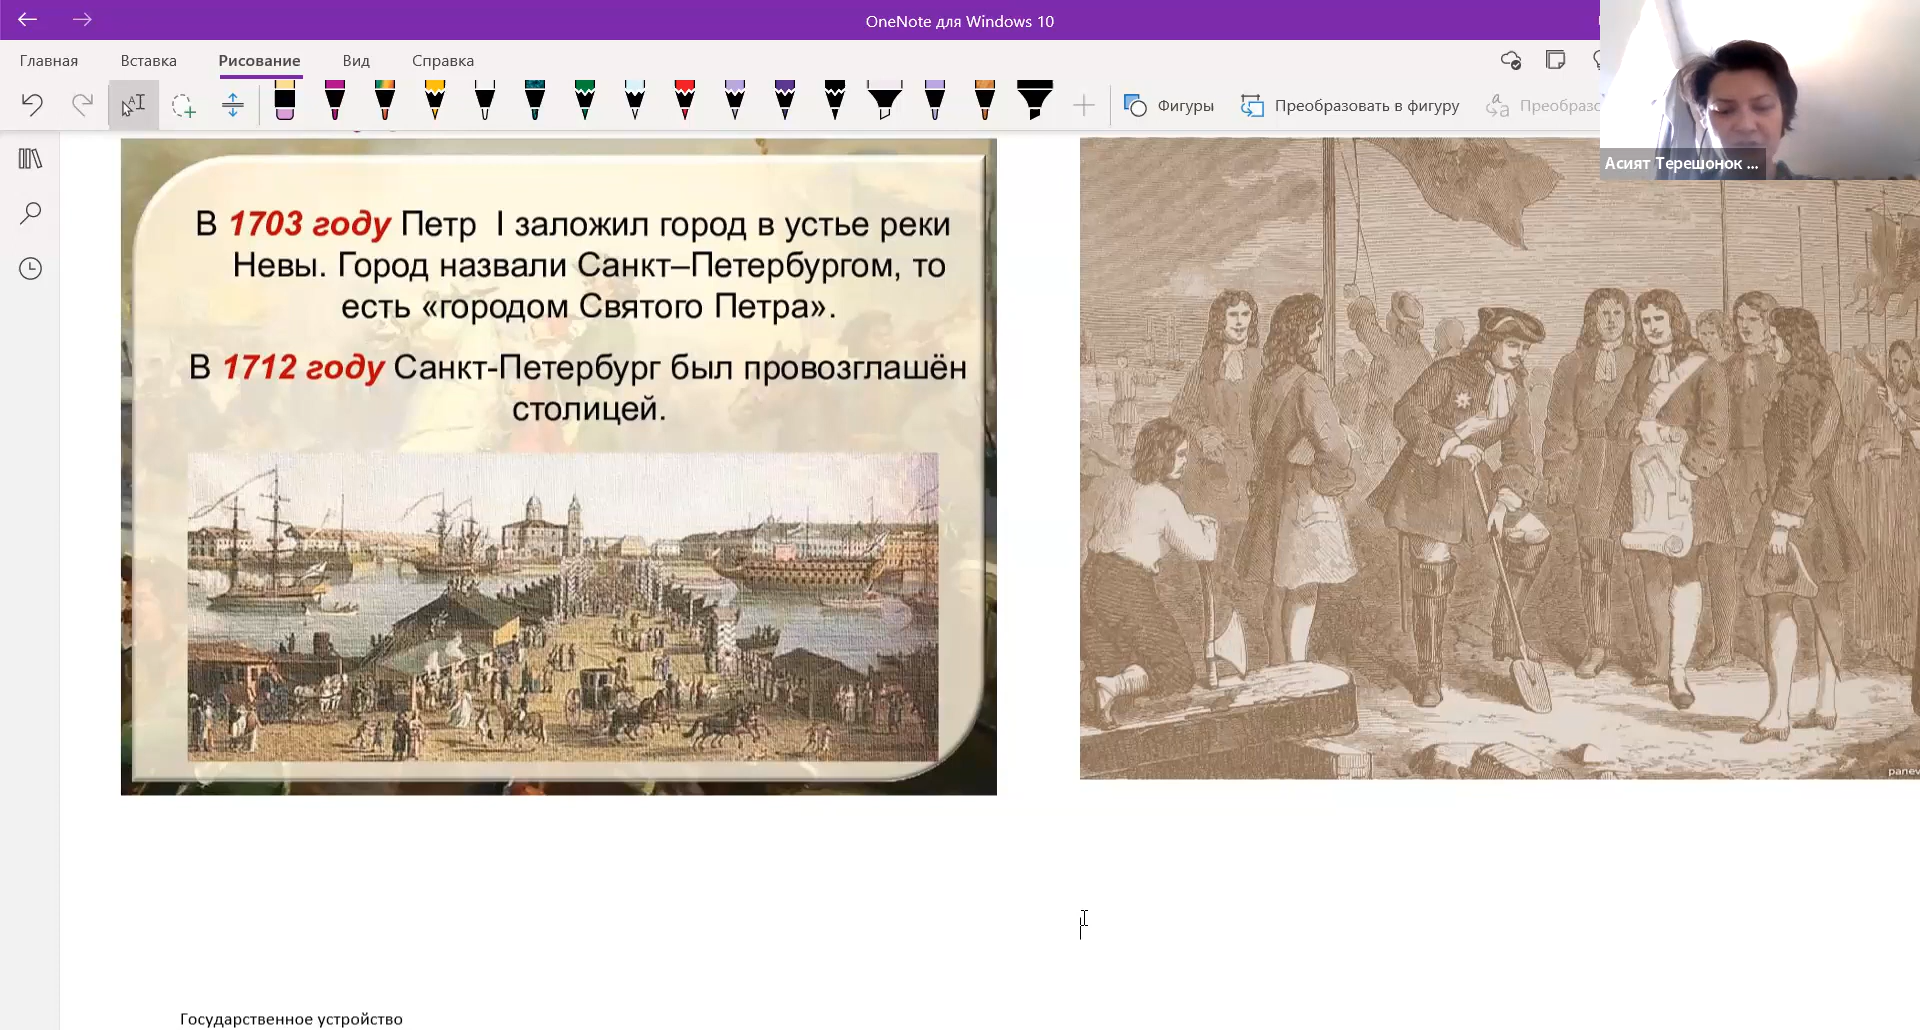 OneNote для Windows 10
Главная
Вставка
Рисование
Вид
Справка
Фигуры
Преобразовать в фигуру
Асият Терешонок ...
В 1703 году Петр I заложил город в устье реки
Невы. Город назвали Санкт–Петербургом, то
есть «городом Святого Петра».
В 1712 году Санкт-Петербург был провозглашён
столицей.
Государственное устройство